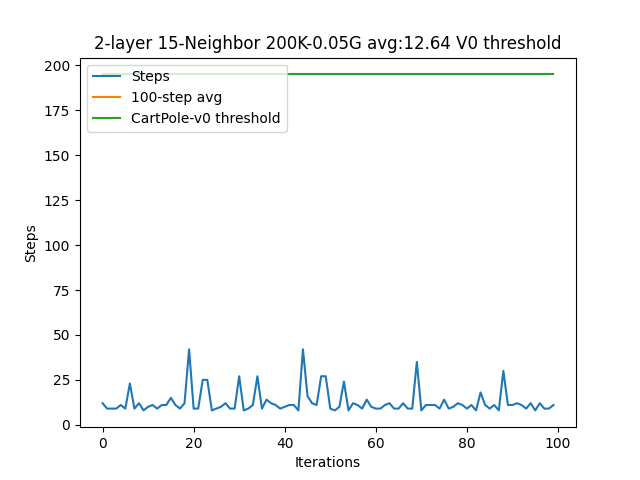 2-layer 15-Neighbor 200K-0.05G avg:12.64 V0 threshold
Steps
100-step avg
CartPole-v0 threshold
200
175
150
125
100
75
50
25
0
Steps
0 20 40 60 80 100
Iterations